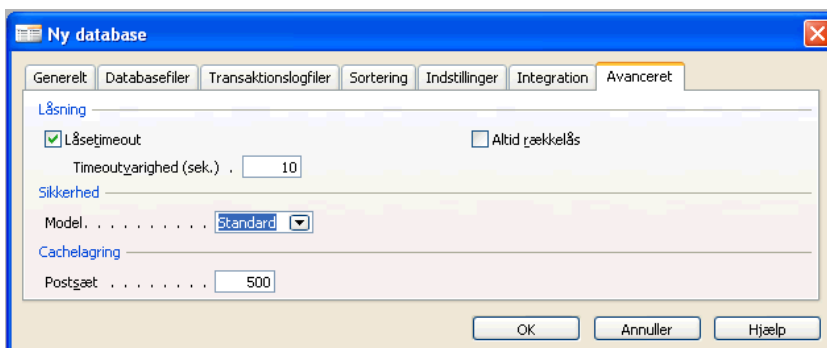 Ny database
Generelt Databasefiler Transaktionslogfiler Sortering Indstillinger Integration Avanceret
Låsning
Låsetimeout Altid rækkelås
Timeoutvarighed (sek.) . 10
Sikkerhed
Model. . . . . . . . . . Standard
Cachelagring
Postsæt . . . . . . . . 500
OK Annuller Hjælp